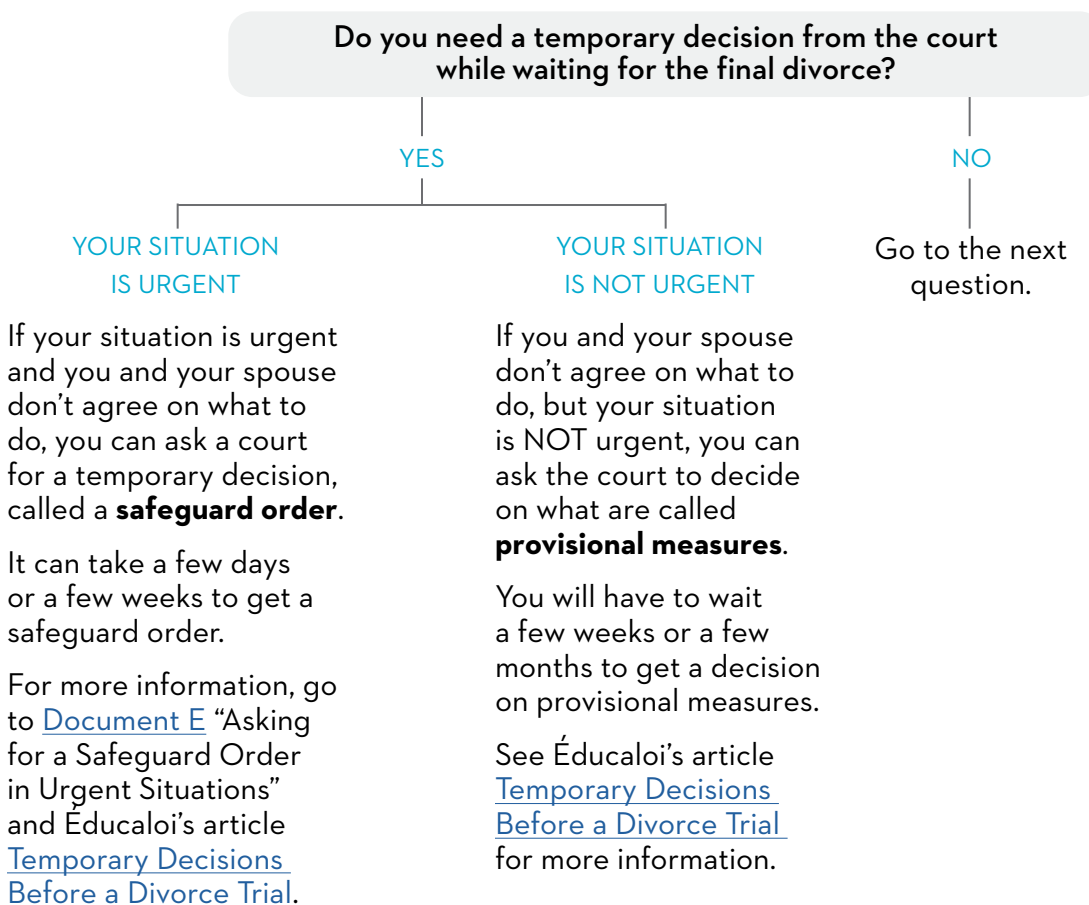 Do you need a temporary decision from the court
while waiting for the final divorce?
YES
NO
YOUR SITUATION
IS URGENT
If your situation is urgent
and you and your spouse
don’t agree on what to
do, you can ask a court
for a temporary decision,
called a safeguard order.
It can take a few days
or a few weeks to get a
safeguard order.
For more information, go
to Document E “Asking
for a Safeguard Order
in Urgent Situations”
and Éducaloi’s article
Temporary Decisions
Before a Divorce Trial.
YOUR SITUATION
IS NOT URGENT
If you and your spouse
don’t agree on what to
do, but your situation
is NOT urgent, you can
ask the court to decide
on what are called
provisional measures.
You will have to wait
a few weeks or a few
months to get a decision
on provisional measures.
See Éducaloi’s article
Temporary Decisions
Before a Divorce Trial
for more information.
Go to the next
question.